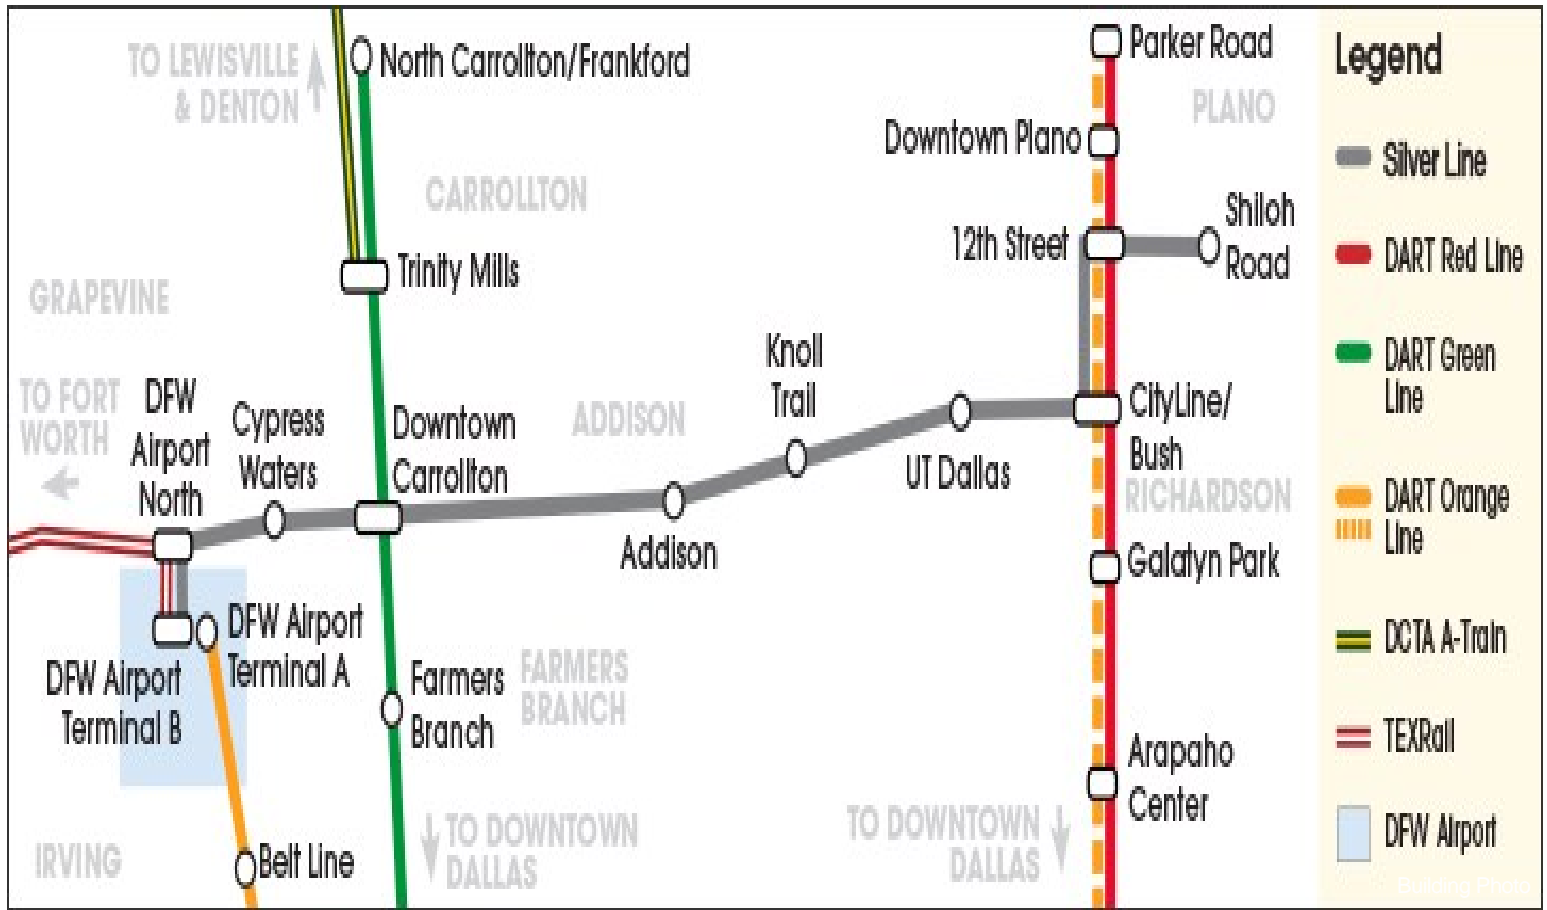 TO LEWISVILLE
& DENTON
North Carrollton/Frankford
Parker Road
PLANO
Downtown Plano
CARROLLTON
12th Street
Shiloh
Road
Trinity Mills
GRAPEVINE
TO FORT
WORTH
DFW
Airport
North
Cypress
Waters
Downtown
Carrollton
ADDISON
Knoll
Trail
UT Dallas
CityLine/
Bush
RICHARDSON
Addison
Galatyn Park
DFW Airport
Terminal A
DFW Airport
Terminal B
Farmers
Branch
FARMERS
BRANCH
Arapaho
Center
TO DOWNTOWN
DALLAS
TO DOWNTOWN
DALLAS
IRVING
Belt Line
Legend
Silver Line
DART Red Line
DART Green
Line
DART Orange
Line
DCTA A-Train
TEXRail
DFW Airport
Building Photo